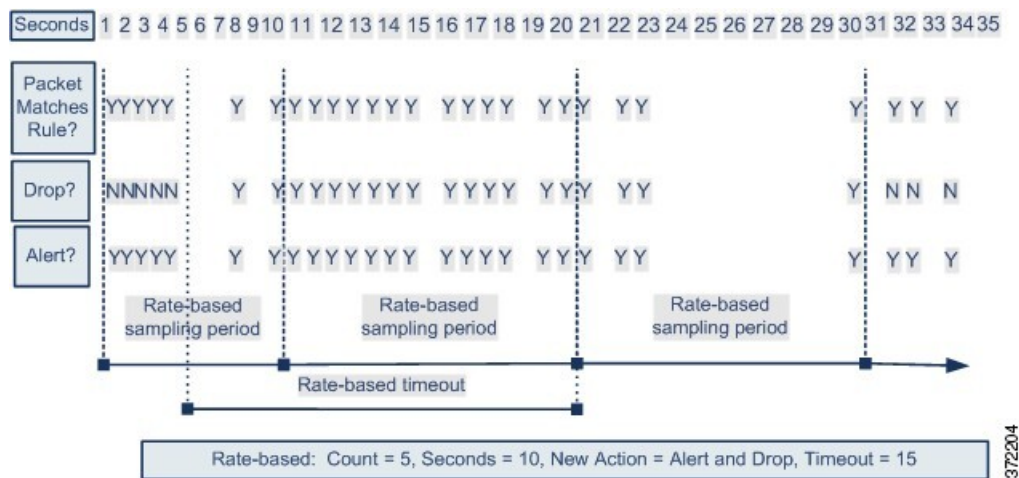 Seconds 1 2 3 4 5 6 7 8 9 10 11 12 13 14 15 16 17 18 19 20 21 22 23 24 25 26 27 28 29 30 31 32 33 34 35
Packet
Matches
Rule?
YYYYY Y Y Y Y Y Y Y Y Y Y Y Y Y Y Y Y Y Y Y Y Y Y
Drop?
NNNNN Y Y Y Y Y Y Y Y Y Y Y Y Y Y Y Y Y Y Y N N N
Alert?
YYYYY Y Y Y Y Y Y Y Y Y Y Y Y Y Y Y Y Y Y Y Y Y Y
Rate-based
sampling period
Rate-based
sampling period
Rate-based
sampling period
Rate-based timeout
Rate-based: Count = 5, Seconds = 10, New Action = Alert and Drop, Timeout = 15
372204